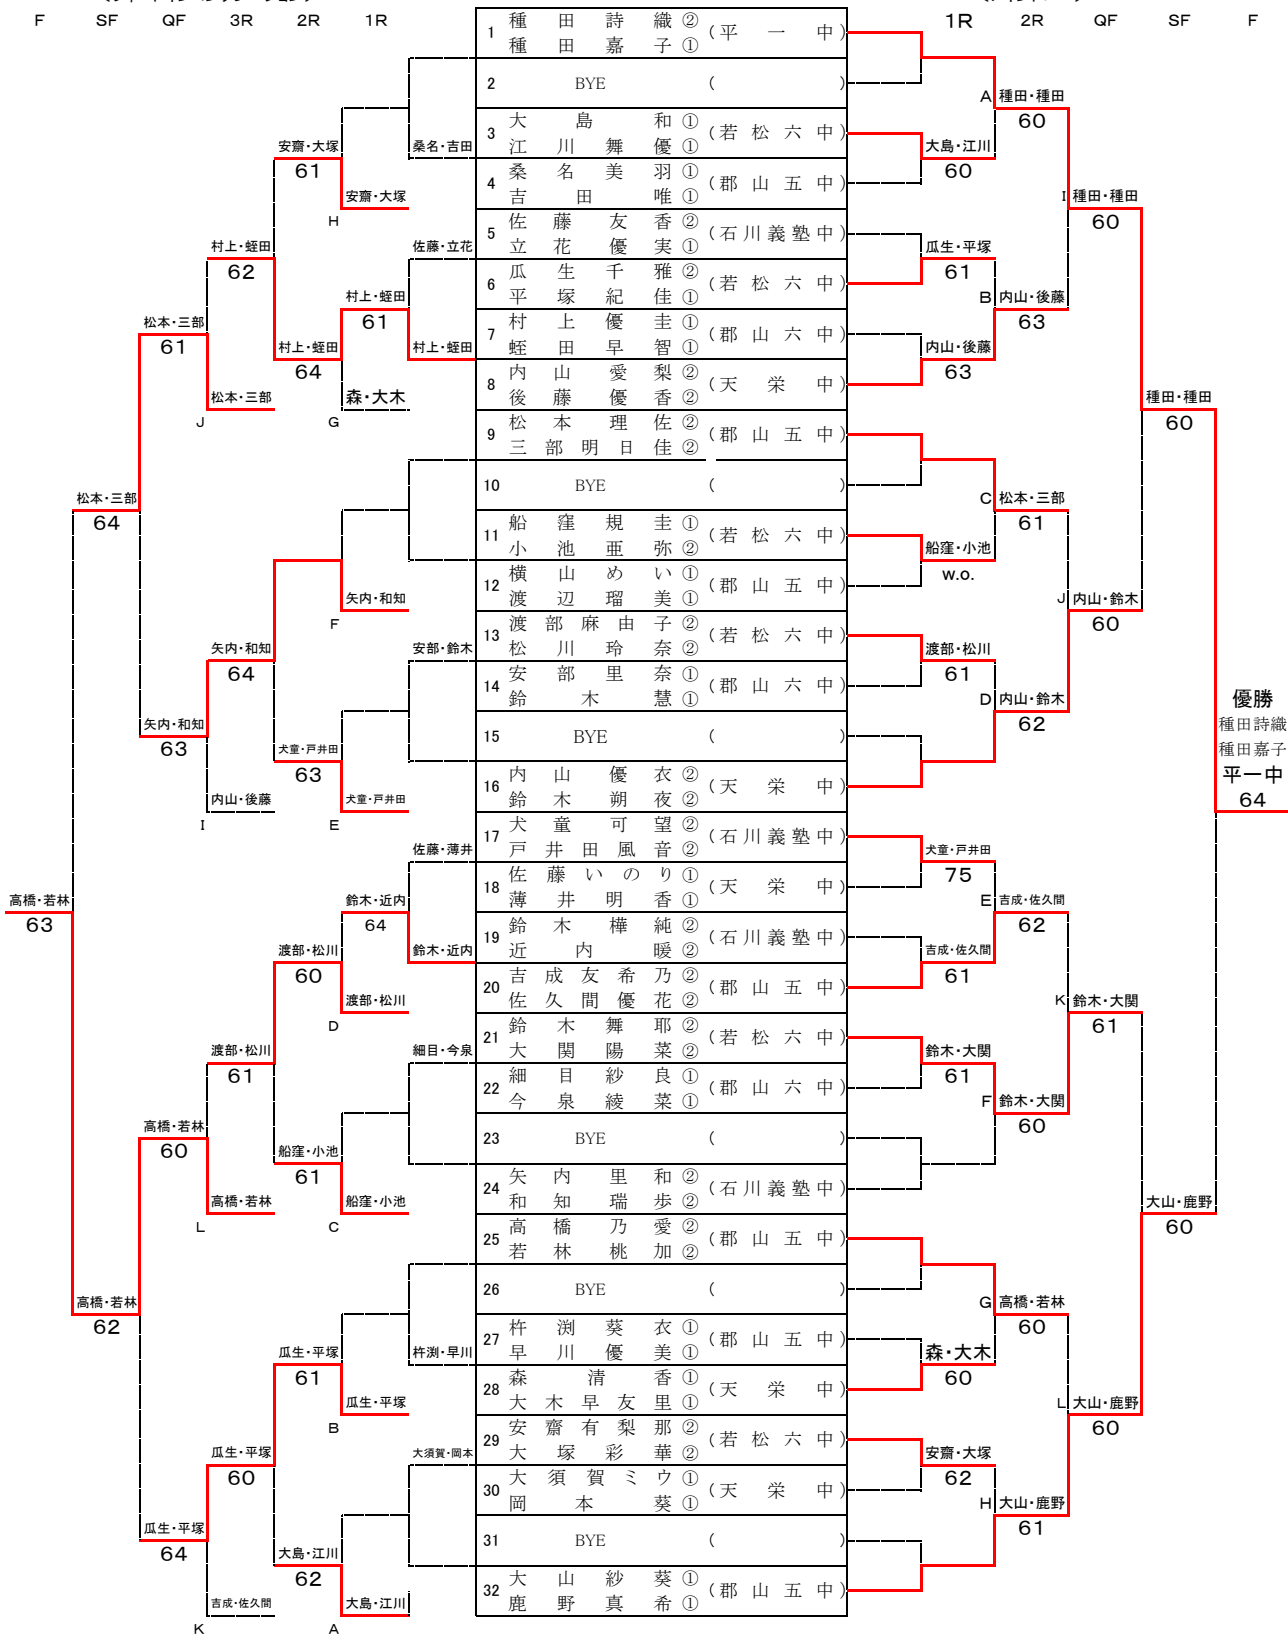 F SF QF 3R 2R 1R
1R 2R QF SF F
1 種田詩織② (平一中)
種田嘉子①
2 BYE ( )
3 大島和① (若松六中)
江川舞優①
4 桑名美羽① (郡山五中)
吉田唯①
5 佐藤友香② (石川義塾中)
立花優実①
6 瓜生千雅② (若松六中)
平塚紀佳①
7 村上優圭① (郡山六中)
蛭田早智①
8 内山愛梨② (天栄中)
後藤優香②
9 松本理佐② (郡山五中)
三部明日佳②
10 BYE ( )
11 船窪規圭① (若松六中)
小池亜弥②
12 横山めい① (郡山五中)
渡辺瑠美①
13 渡部麻由子② (若松六中)
松川玲奈②
14 安部里奈① (郡山六中)
鈴木慧①
15 BYE ( )
16 内山優衣② (天栄中)
鈴木朔夜②
17 犬童可望② (石川義塾中)
戸井田風音②
18 佐藤いのり① (天栄中)
薄井明香①
19 鈴木樺純② (石川義塾中)
近内暖②
20 吉成友希乃② (郡山五中)
佐久間優花②
21 鈴木舞耶② (若松六中)
大関陽菜②
22 細目紗良① (郡山六中)
今泉綾菜①
23 BYE ( )
24 矢内里和② (石川義塾中)
和知瑞歩②
25 高橋乃愛② (郡山五中)
若林桃加②
26 BYE ( )
27 杵渕葵衣① (郡山五中)
早川優美①
28 森清香① (天栄中)
大木早友里①
29 安齋有梨那② (若松六中)
大塚彩華②
30 大須賀ミウ① (天栄中)
岡本葵①
31 BYE ( )
32 大山紗葵① (郡山五中)
鹿野真希①
A 種田・種田
60
大島・江川
60
I 種田・種田
60
瓜生・平塚
61
B 内山・後藤
63
内山・後藤
63
種田・種田
60
C 松本・三部
61
船窪・小池
w.o.
J 内山・鈴木
60
渡部・松川
61
D 内山・鈴木
62
優勝
種田詩織
種田嘉子
平一中
64
犬童・戸井田
75
E 吉成・佐久間
62
吉成・佐久間
61
K 鈴木・大関
61
鈴木・大関
61
F 鈴木・大関
60
大山・鹿野
60
G 高橋・若林
60
森・大木
60
L 大山・鹿野
60
安齋・大塚
62
H 大山・鹿野
61
桑名・吉田
安齋・大塚
61
安齋・大塚
H
佐藤・立花
村上・蛭田
62
村上・蛭田
61
村上・蛭田
松本・三部
61
村上・蛭田
64
森・大木
G
松本・三部
J
松本・三部
64
矢内・和知
F
安部・鈴木
矢内・和知
64
矢内・和知
63
犬童・戸井田
63
犬童・戸井田
E
内山・後藤
I
佐藤・薄井
高橋・若林
63
鈴木・近内
64
鈴木・近内
渡部・松川
60
渡部・松川
D
細目・今泉
渡部・松川
61
高橋・若林
60
船窪・小池
61
船窪・小池
C
高橋・若林
L
高橋・若林
62
杵渕・早川
瓜生・平塚
61
瓜生・平塚
B
大須賀・岡本
瓜生・平塚
60
瓜生・平塚
64
大島・江川
62
大島・江川
A
吉成・佐久間
K